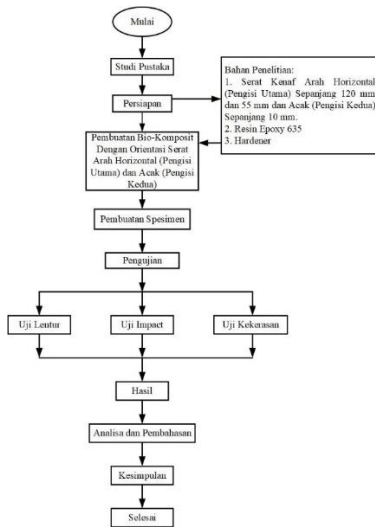 Mulai
Studi Pustaka
Persiapan
Bahan Penelitian:
1. Serat Kenaf Arah Horizontal
(Pengisi Utama) Sepanjang 120 mm
dan 55 mm dan Acak (Pengisi Kedua)
Sepanjang 10 mm.
2. Resin Epoxy 635
3. Hardener
Pembuatan Bio-Komposit
Dengan Orientasi Serat
Arah Horizontal (Pengisi
Utama) dan Acak (Pengisi
Kedua)
Pembuatan Spesimen
Pengujian
Uji Lentur
Uji Impact
Uji Kekerasan
Hasil
Analisa dan Pembahasan
Kesimpulan
Selesai